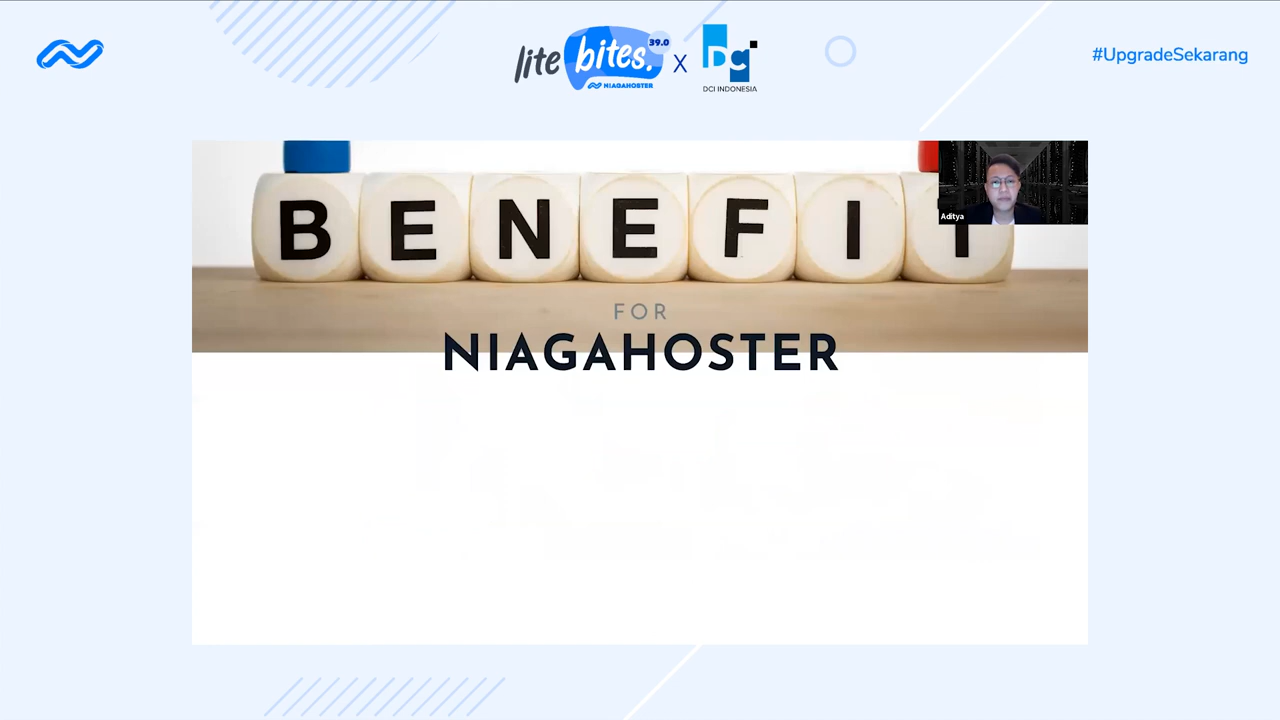 lite bites. 39.0
NIAGAHOSTER
X
DCI INDONESIA
#UpgradeSekarang
BENEFIT
Aditya
FOR
NIAGAHOSTER